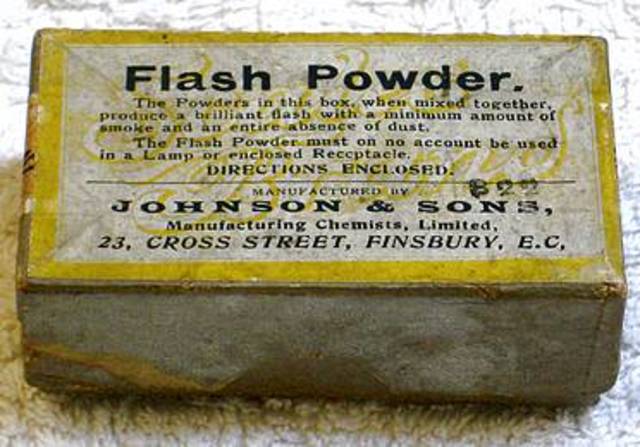 Flash Powder.
The Powders in this box, when mixed together,
produce a brilliant flash with a minimum amount of
smoke and an entire absence of dust.
The Flash Powder must on no account be used
in a Lamp or enclosed Receptacle.
DIRECTIONS ENCLOSED.
MANUFACTURED BY
822
JOHNSON & SONS,
Manufacturing Chemists, Limited,
23, CROSS STREET, FINSBURY, E.C,